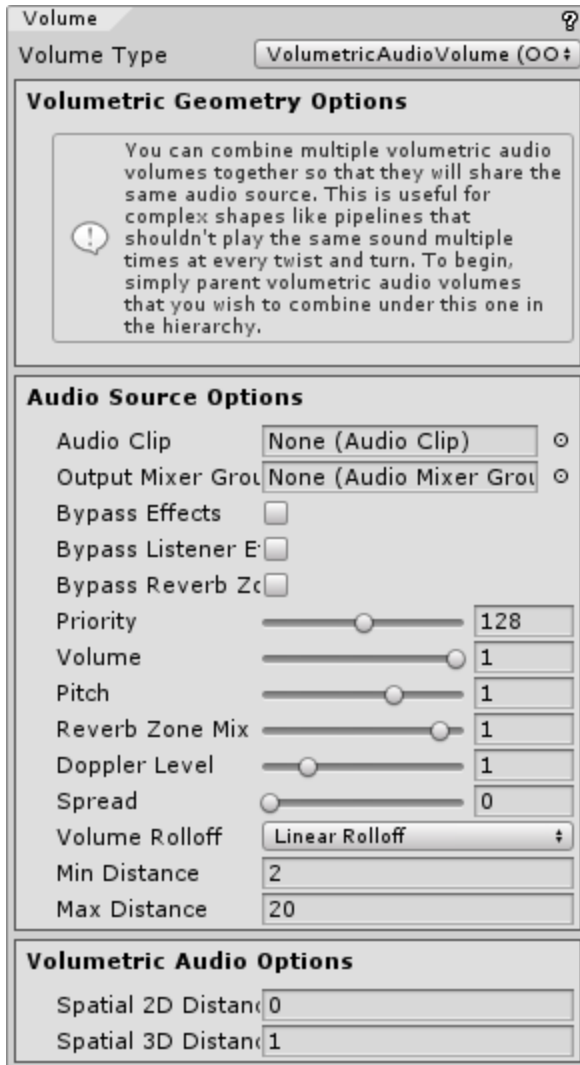 Volume
?
Volume Type VolumetricAudioVolume (OO
Volumetric Geometry Options
You can combine multiple volumetric audio
volumes together so that they will share the
same audio source. This is useful for
complex shapes like pipelines that
shouldn't play the same sound multiple
times at every twist and turn. To begin,
simply parent volumetric audio volumes
that you wish to combine under this one in
the hierarchy.
Audio Source Options
Audio Clip None (Audio Clip)
Output Mixer Grou None (Audio Mixer Grou
Bypass Effects
Bypass Listener E
Bypass Reverb Zo
Priority 128
Volume 1
Pitch 1
Reverb Zone Mix 1
Doppler Level 1
Spread 0
Volume Rolloff Linear Rolloff
Min Distance 2
Max Distance 20
Volumetric Audio Options
Spatial 2D Distanc 0
Spatial 3D Distanc 1